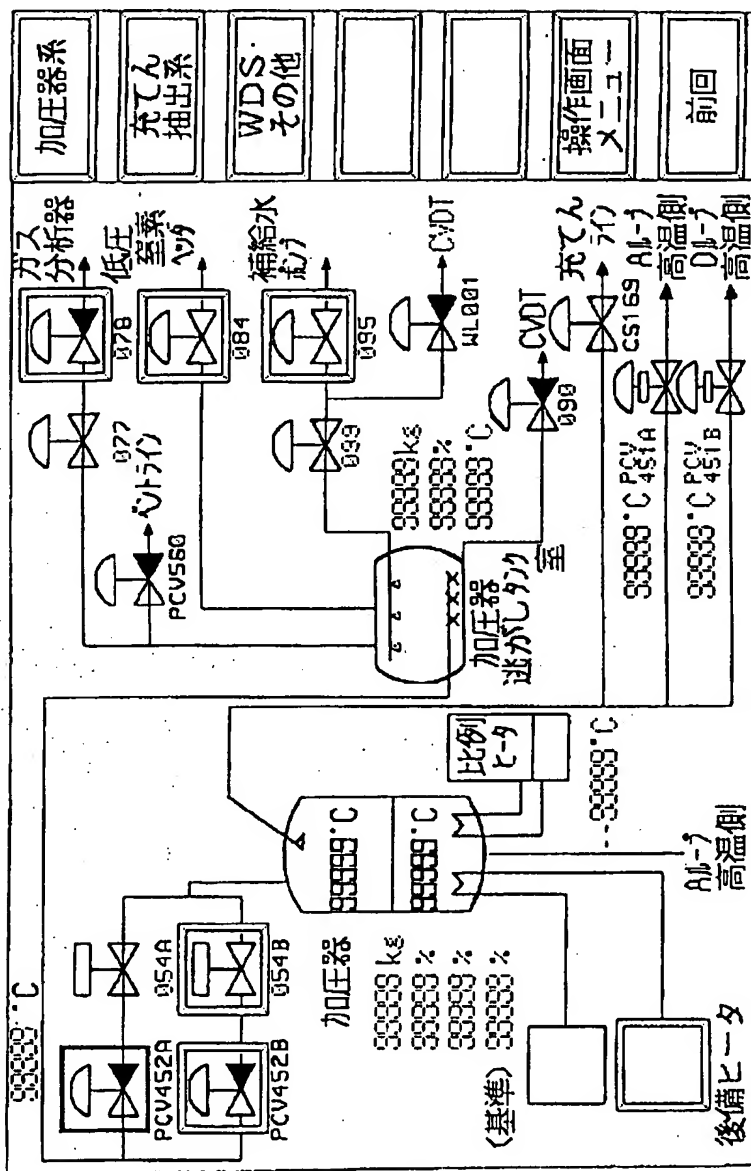 加圧器系
充てん
抽出系
WDS・
その他
操作画面
メニュー
前回
99999°C
PCV452A
054A
PCV452B
054B
加圧器
99999kg
99999%
99999%
99999%
(基準)
後備ヒータ
99999°C
99999°C
比例
ヒータ
--99999°C
Aループ
高温側
ガス
分析器
077
078
PCV560
ベントライン
低圧
窒素
ヘッダ
084
補給水
ポンプ
099
095
CVDT
WL001
99999kg
99999%
99999°C
加圧器
逃がしタンク
室
CVDT
090
充てん
ライン
CS169
99999°C
PCV
451A
Aループ
高温側
99999°C
PCV
451B
Dループ
高温側